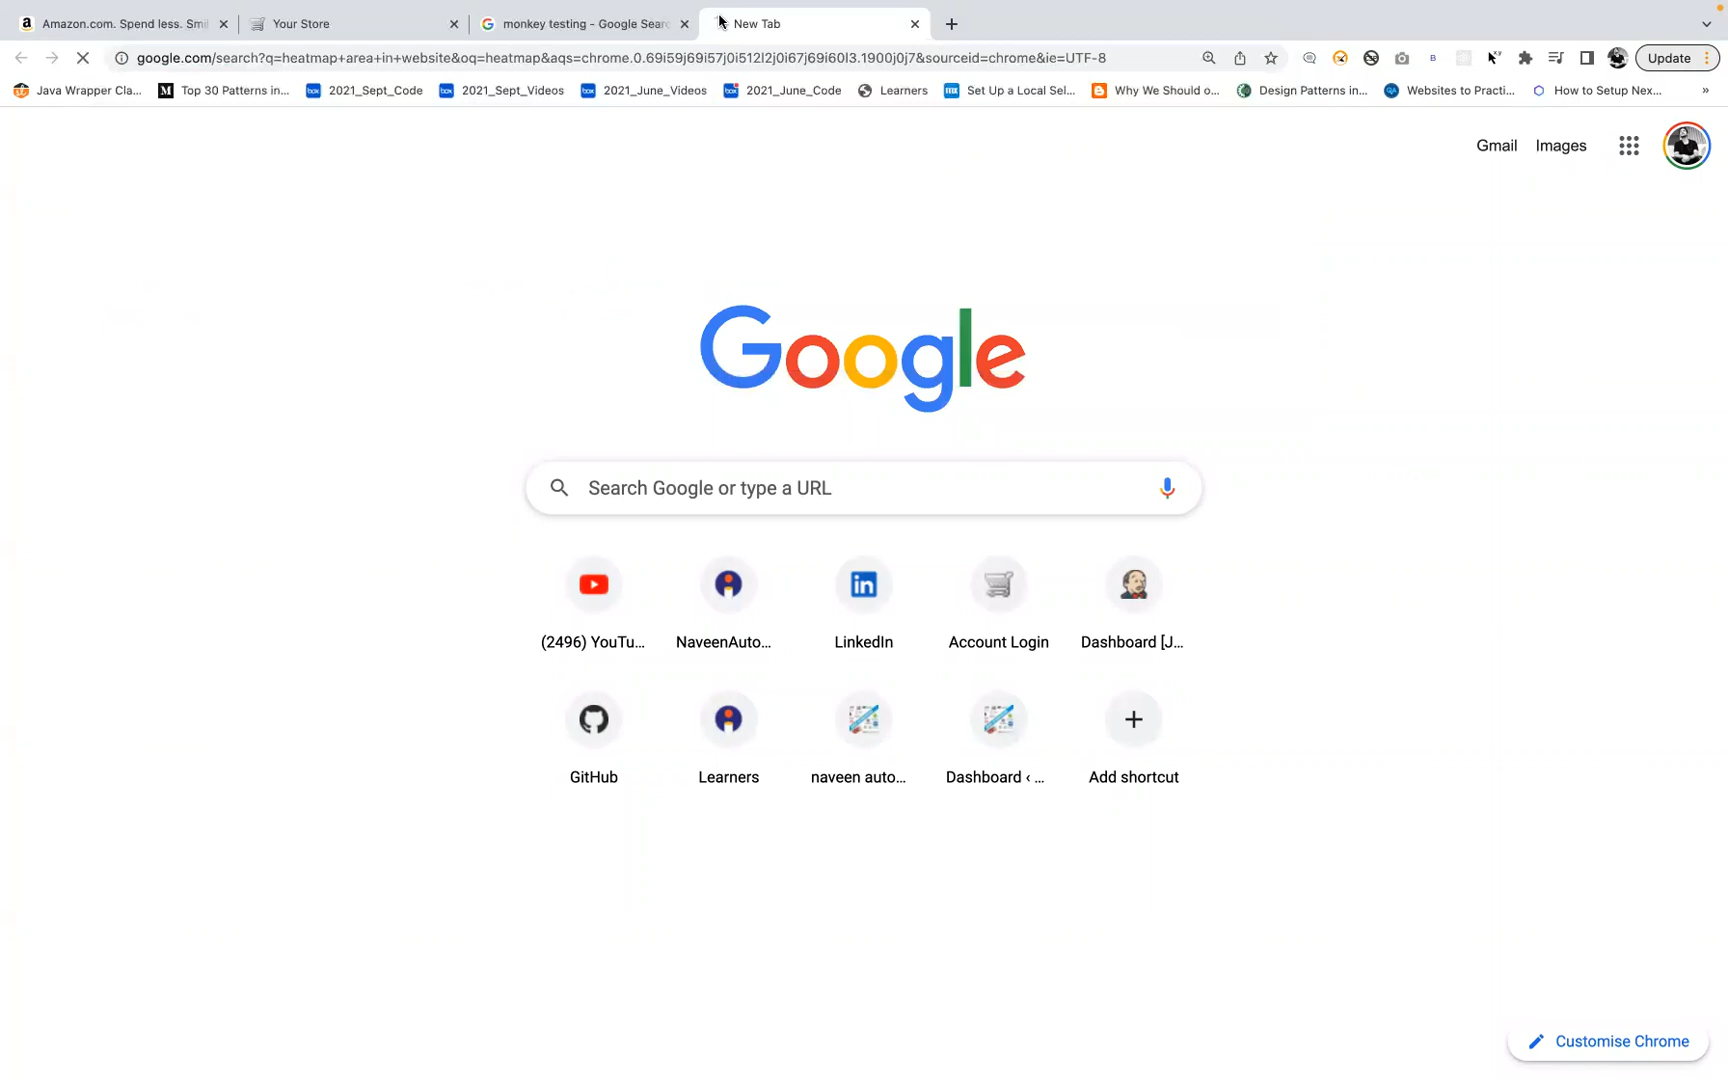 Amazon.com. Spend less. Smi
Your Store
monkey testing - Google Sear
New Tab
google.com/search?q=heatmap+area+in+website&oq=heatmap&aqs=chrome.0.69i59j69i57j0i512l2j0i67j69i60l3.1900j0j7&sourceid=chrome&ie=UTF-8
Update
Java Wrapper Cla...
Top 30 Patterns in...
2021_Sept_Code
2021_Sept_Videos
2021_June_Videos
2021_June_Code
Learners
Set Up a Local Sel...
Why We Should o...
Design Patterns in...
Websites to Practi...
How to Setup Nex...
Gmail
Images
Google
Search Google or type a URL
(2496) YouTu...
NaveenAuto...
LinkedIn
Account Login
Dashboard [J...
GitHub
Learners
naveen auto...
Dashboard ‹ ...
Add shortcut
Customise Chrome